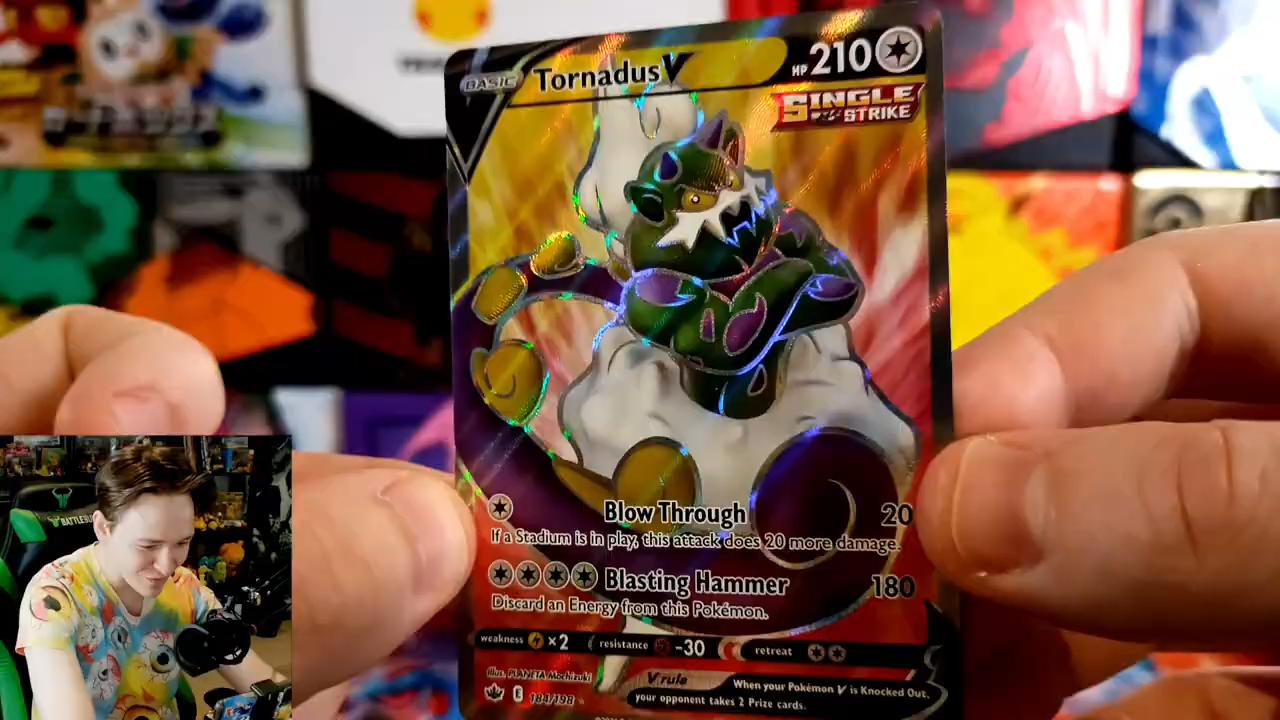 BASIC Tornadus V HP 210
SINGLE STRIKE
Blow Through 20
If a Stadium is in play, this attack does 20 more damage.
Blasting Hammer 180
Discard an Energy from this Pokémon.
weakness ×2 resistance -30 retreat
Illus. PLANETA Mochizuki
V rule
When your Pokémon V is Knocked Out,
your opponent takes 2 Prize cards.
E 184/198